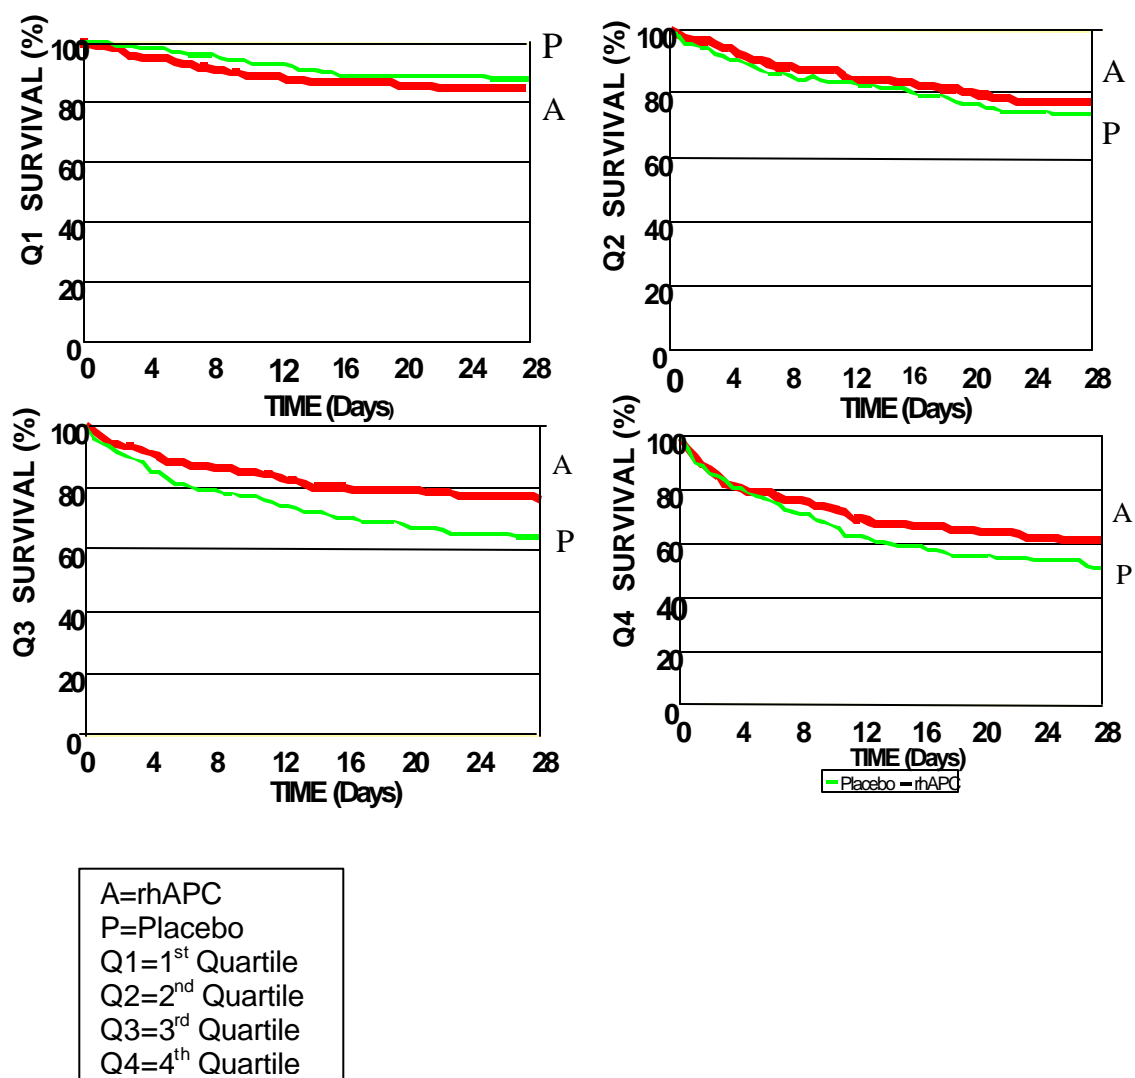 Q1 SURVIVAL (%)
100
80
60
40
20
0
0 4 8 12 16 20 24 28
TIME (Days)
P
A
Q2 SURVIVAL (%)
100
80
60
40
20
0
0 4 8 12 16 20 24 28
TIME (Days)
A
P
Q3 SURVIVAL (%)
100
80
60
40
20
0
0 4 8 12 16 20 24 28
TIME (Days)
A
P
Q4 SURVIVAL (%)
100
80
60
40
20
0
0 4 8 12 16 20 24 28
TIME (Days)
A
P
Placebo rhAPC
A=rhAPC
P=Placebo
Q1=1st Quartile
Q2=2nd Quartile
Q3=3rd Quartile
Q4=4th Quartile